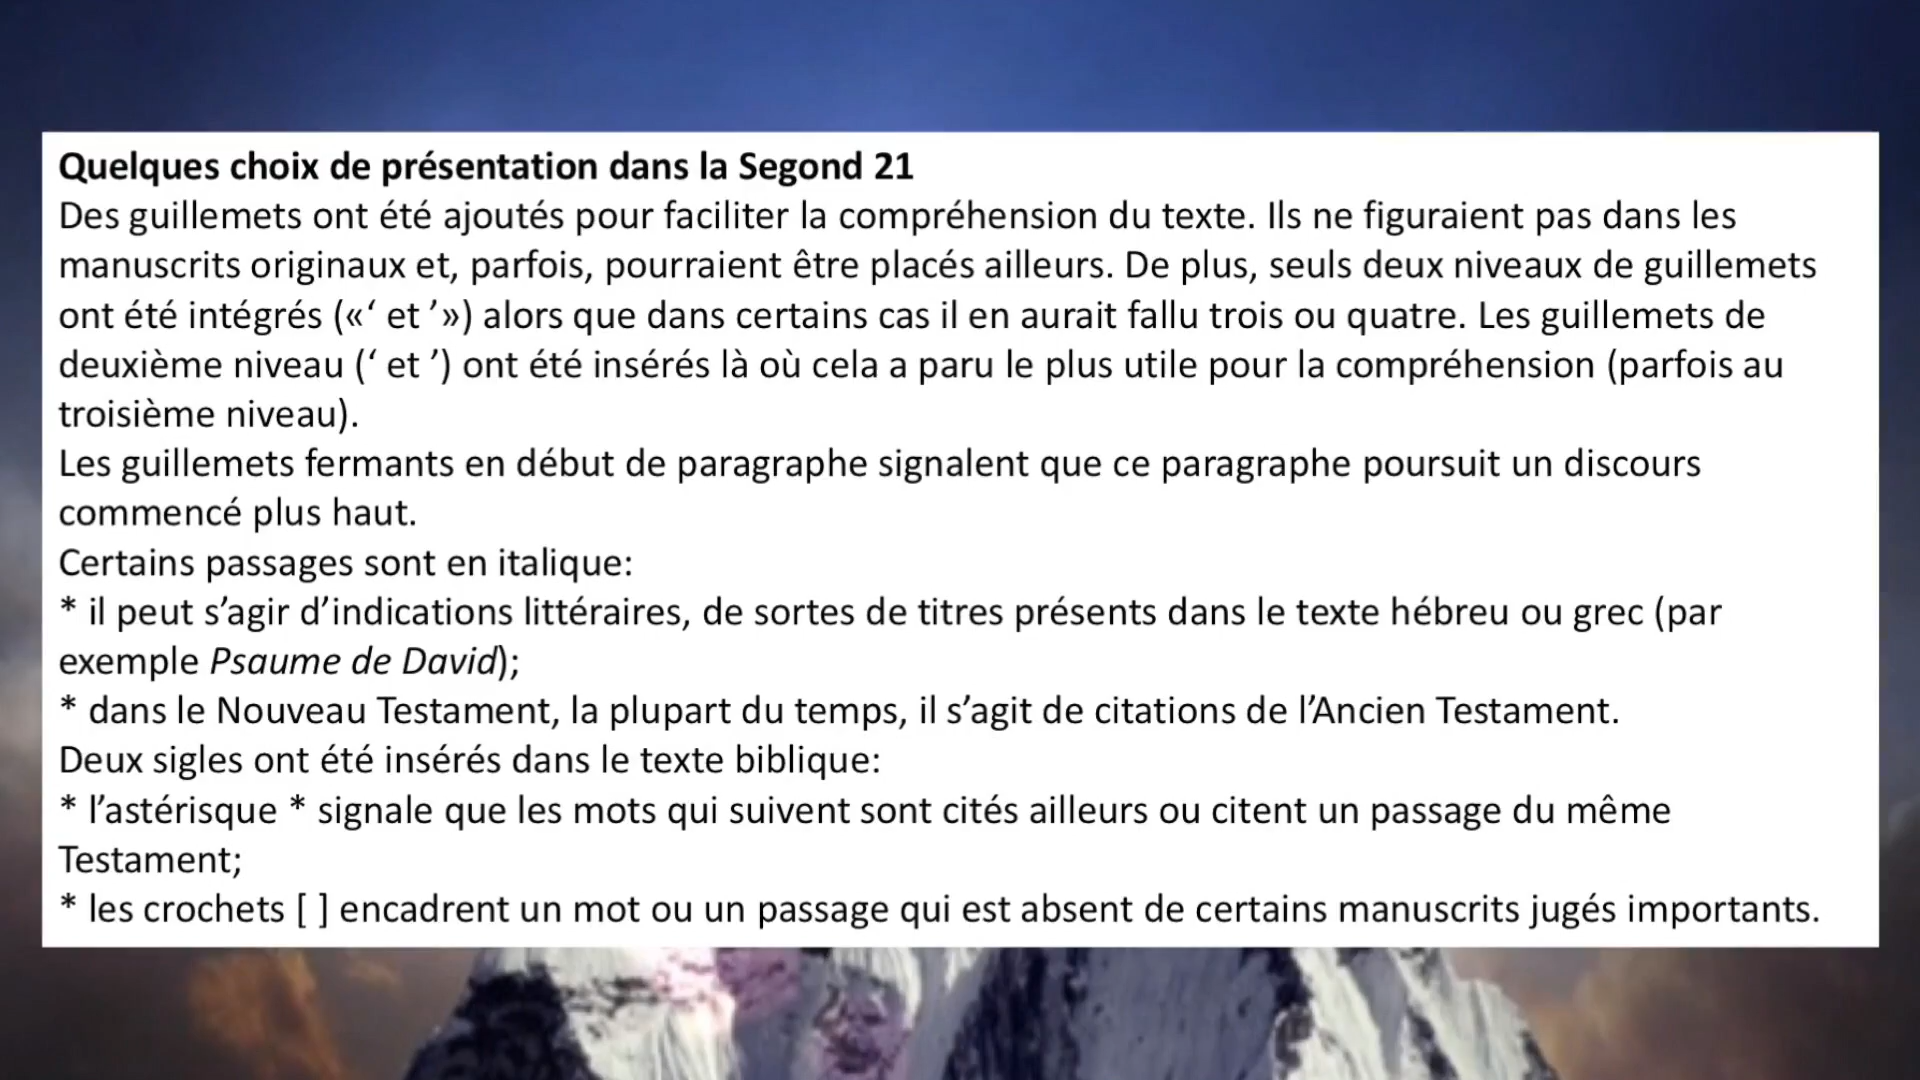 Quelques choix de présentation dans la Segond 21
Des guillemets ont été ajoutés pour faciliter la compréhension du texte. Ils ne figuraient pas dans les
manuscrits originaux et, parfois, pourraient être placés ailleurs. De plus, seuls deux niveaux de guillemets
ont été intégrés («‘ et ’») alors que dans certains cas il en aurait fallu trois ou quatre. Les guillemets de
deuxième niveau (‘ et ’) ont été insérés là où cela a paru le plus utile pour la compréhension (parfois au
troisième niveau).
Les guillemets fermants en début de paragraphe signalent que ce paragraphe poursuit un discours
commencé plus haut.
Certains passages sont en italique:
* il peut s’agir d’indications littéraires, de sortes de titres présents dans le texte hébreu ou grec (par
exemple Psaume de David);
* dans le Nouveau Testament, la plupart du temps, il s’agit de citations de l’Ancien Testament.
Deux sigles ont été insérés dans le texte biblique:
* l’astérisque * signale que les mots qui suivent sont cités ailleurs ou citent un passage du même
Testament;
* les crochets [ ] encadrent un mot ou un passage qui est absent de certains manuscrits jugés importants.